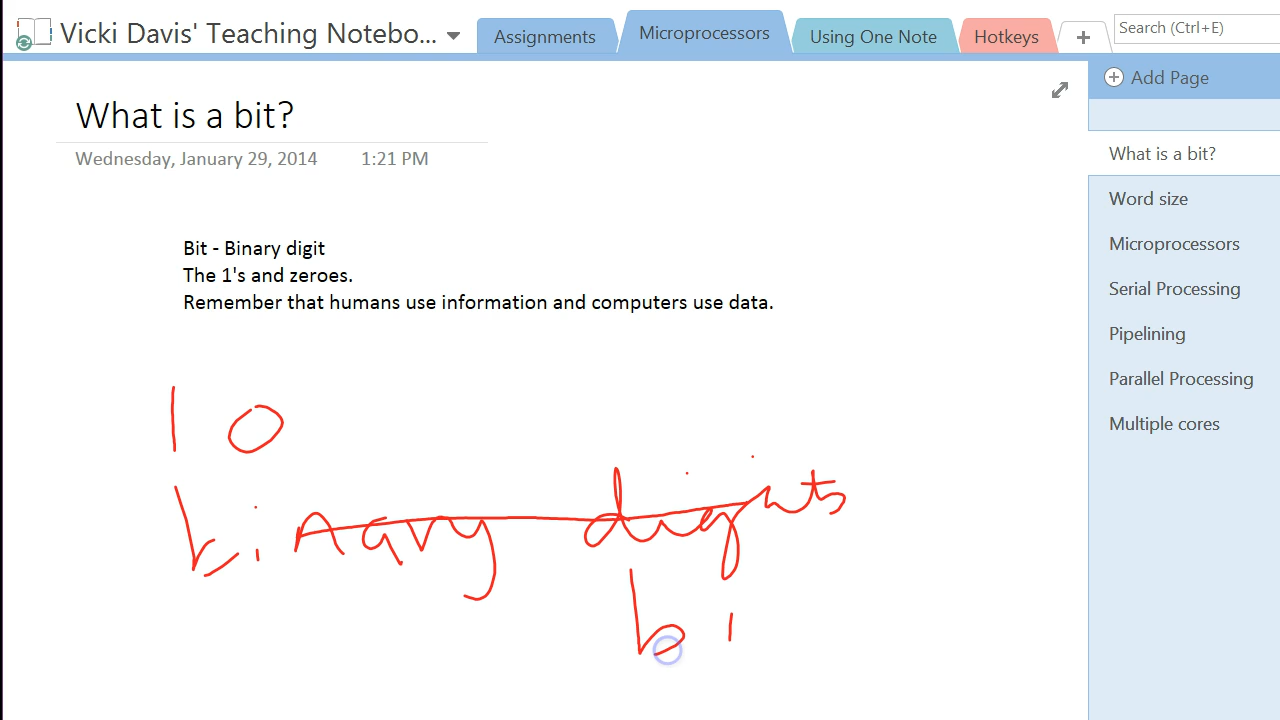 Vicki Davis' Teaching Notebo...
Assignments
Microprocessors
Using One Note
Hotkeys
+
Search (Ctrl+E)
Add Page
What is a bit?
Wednesday, January 29, 2014 1:21 PM
Bit - Binary digit
The 1's and zeroes.
Remember that humans use information and computers use data.
1 0
binary digits
b i
What is a bit?
Word size
Microprocessors
Serial Processing
Pipelining
Parallel Processing
Multiple cores